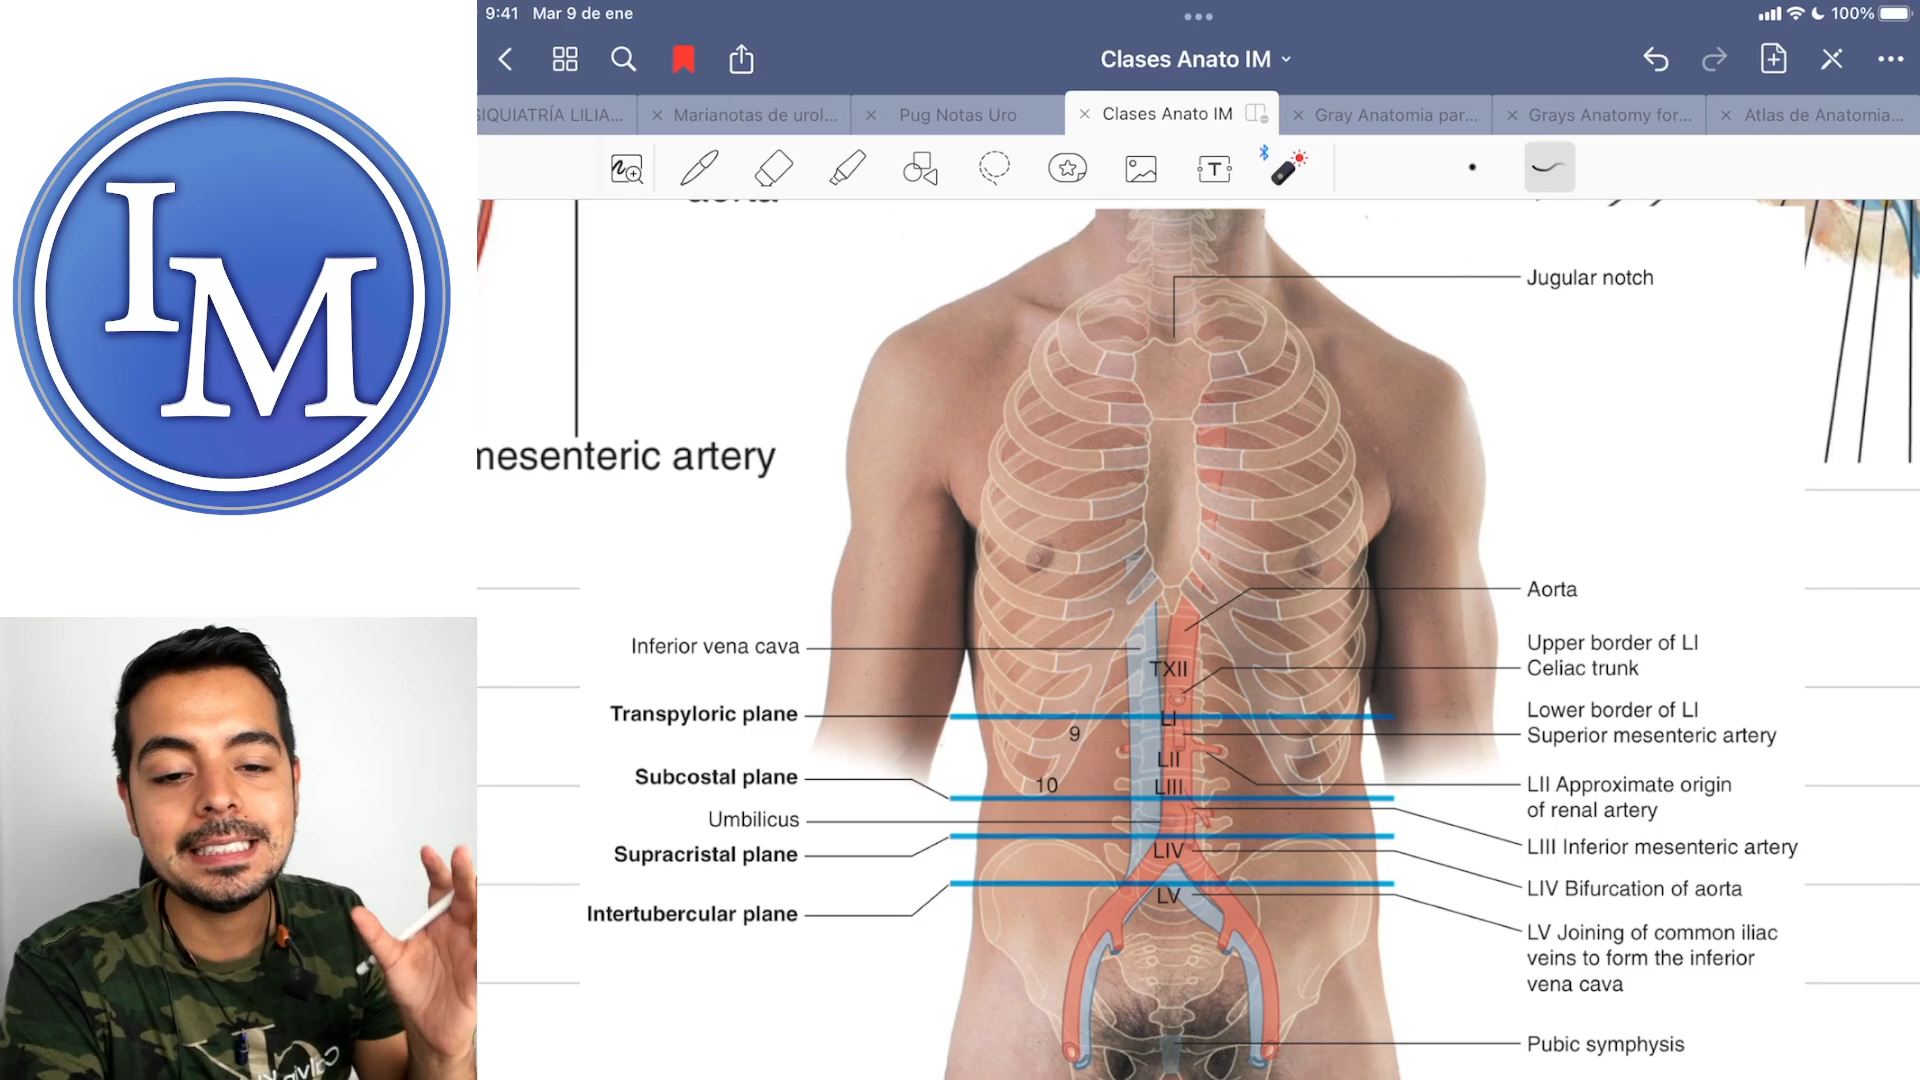 9:41 Mar 9 de ene
100%
Clases Anato IM
SIQUIATRÍA LILIA...
Marianotas de urol...
Pug Notas Uro
Clases Anato IM
Gray Anatomia par...
Grays Anatomy for...
Atlas de Anatomia...
T
IM
aorta
mesenteric artery
Jugular notch
Aorta
Inferior vena cava
Upper border of LI
Celiac trunk
TXII
Transpyloric plane
Lower border of LI
Superior mesenteric artery
LI
9
LII
Subcostal plane
10
LIII
LII Approximate origin
of renal artery
Umbilicus
LIII Inferior mesenteric artery
Supracristal plane
LIV
LIV Bifurcation of aorta
Intertubercular plane
LV
LV Joining of common iliac
veins to form the inferior
vena cava
Pubic symphysis